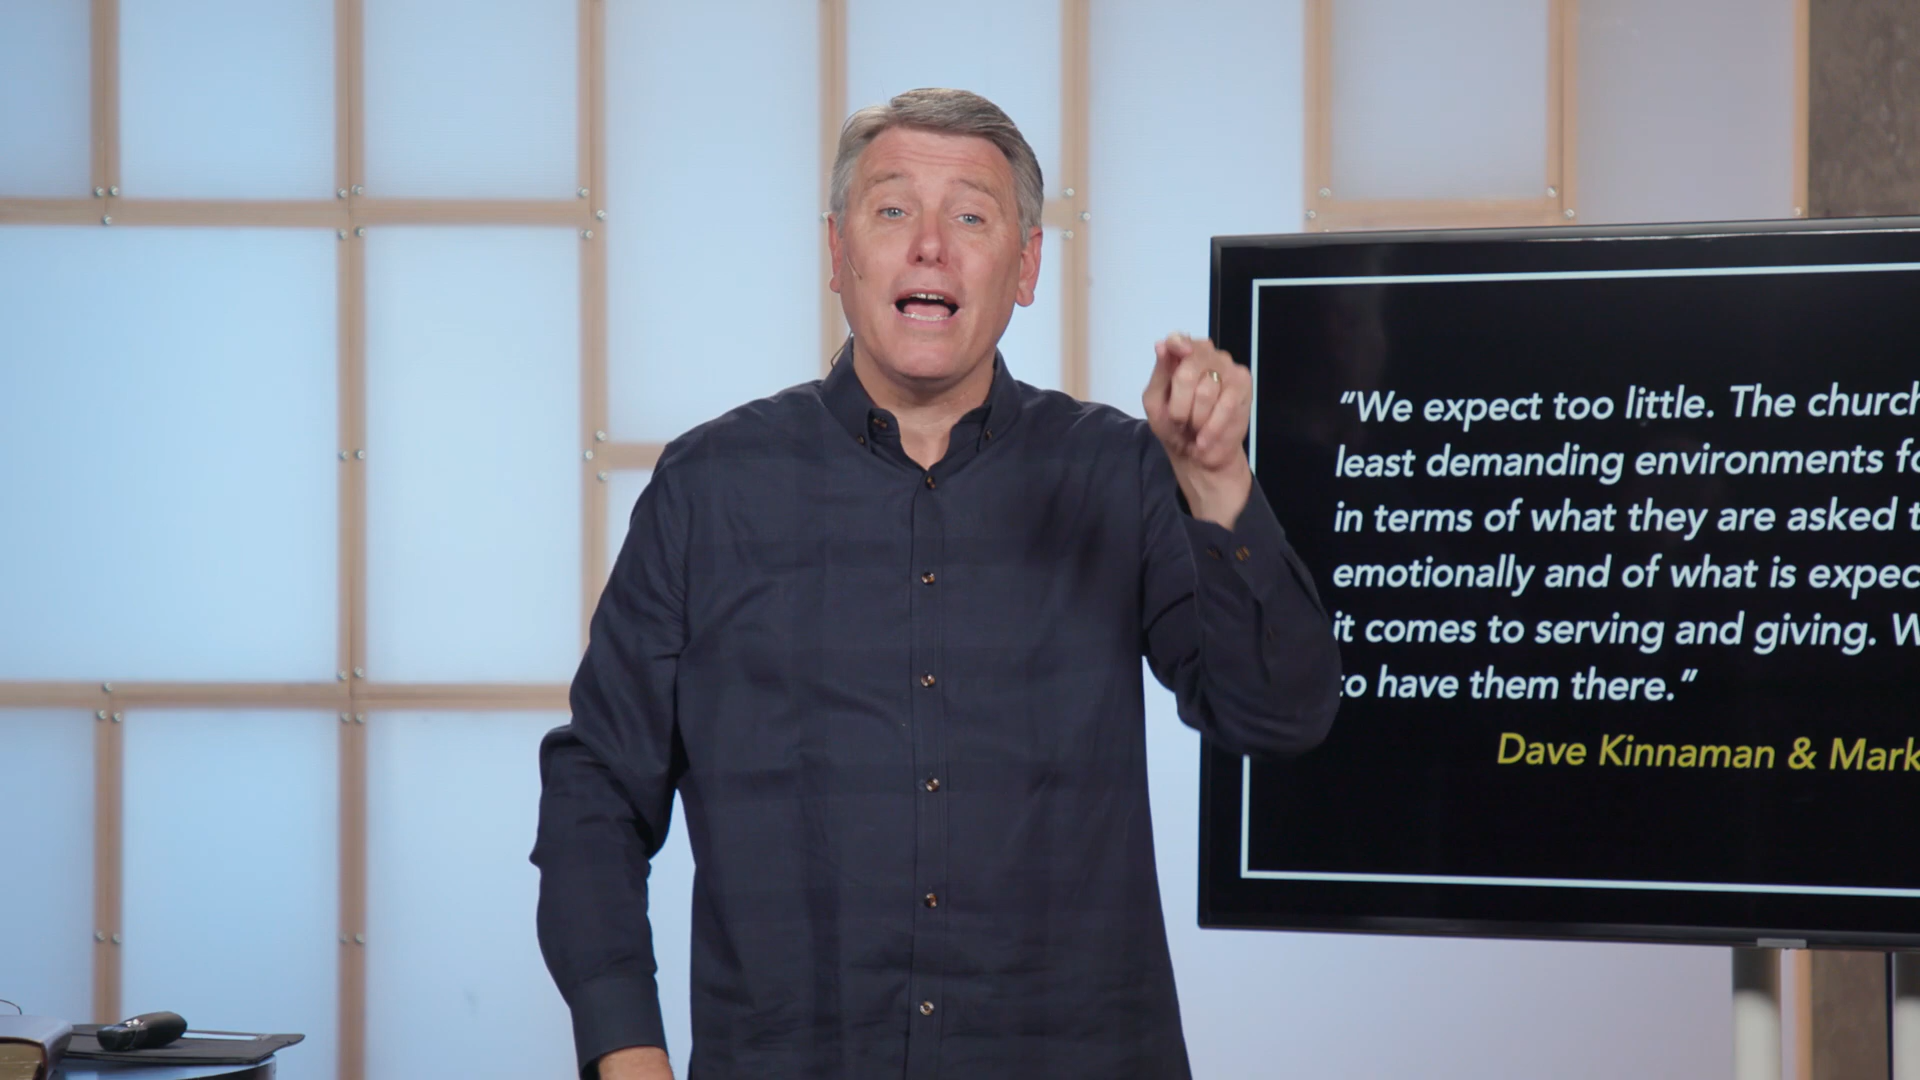 “We expect too little. The church
least demanding environments fo
in terms of what they are asked t
emotionally and of what is expec
it comes to serving and giving. W
to have them there.”
Dave Kinnaman & Mark